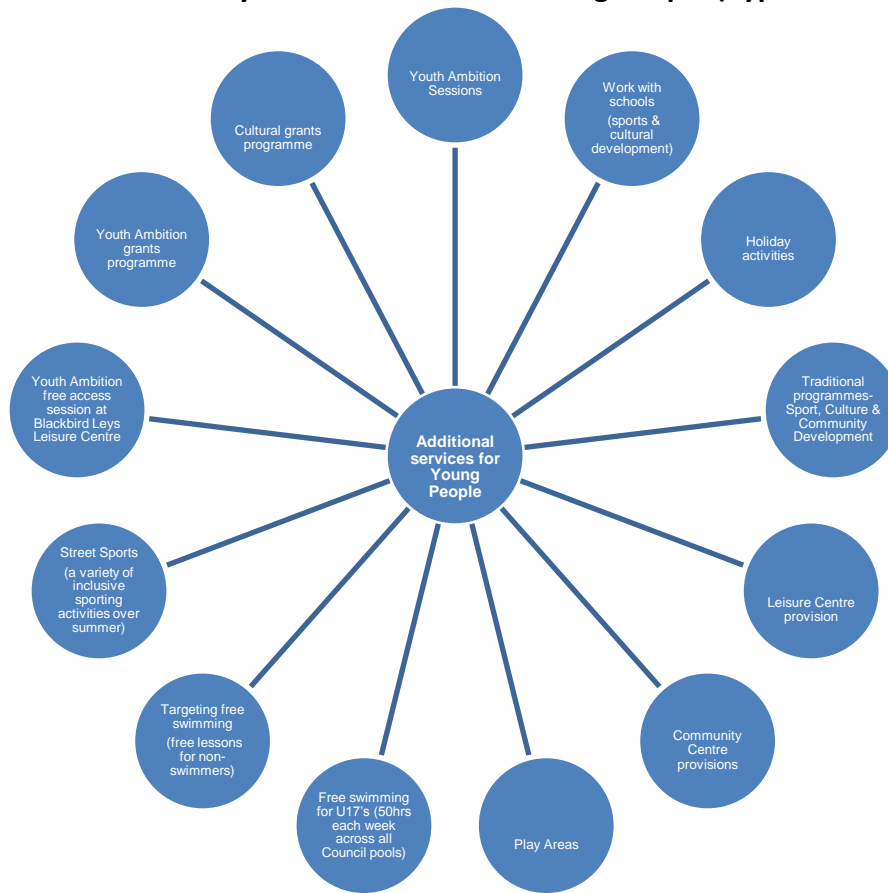 Youth Ambition
Sessions
Work with
schools
(sports &
cultural
development)
Holiday
activities
Traditional
programmes-
Sport, Culture &
Community
Development
Leisure Centre
provision
Community
Centre
provisions
Play Areas
Free swimming
for U17's (50hrs
each week
across all
Council pools)
Targeting free
swimming
(free lessons
for non-
swimmers)
Street Sports
(a variety of
inclusive
sporting
activities over
summer)
Youth Ambition
free access
session at
Blackbird Leys
Leisure Centre
Youth Ambition
grants
programme
Cultural grants
programme
Additional
services for
Young
People